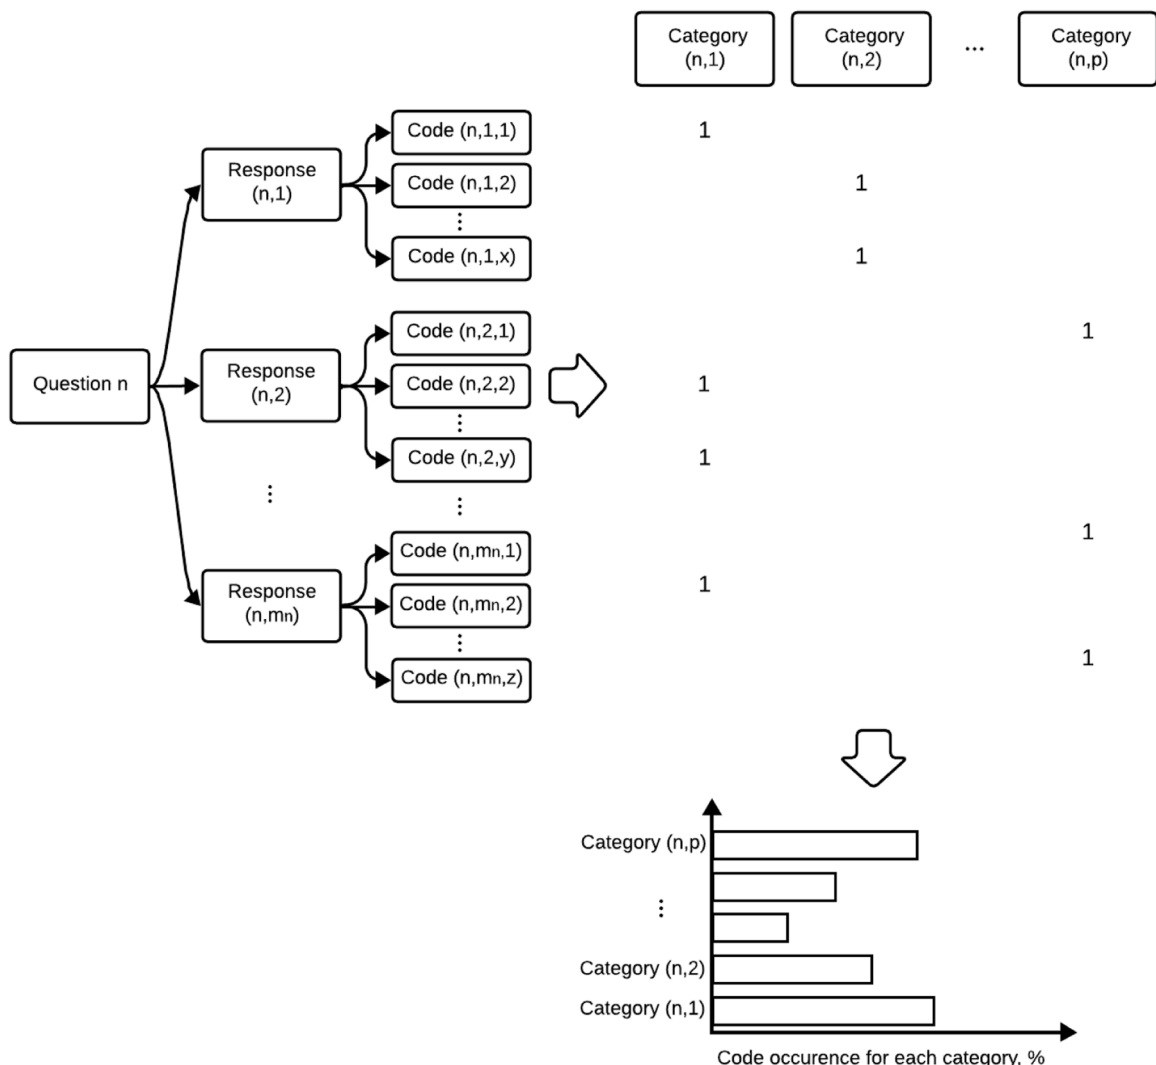 Category
(n,1)
Category
(n,2)
...
Category
(n,p)
Code (n,1,1)
1
Response
(n,1)
Code (n,1,2)
1
⋮
Code (n,1,x)
1
Code (n,2,1)
1
Question n
Response
(n,2)
Code (n,2,2)
1
⋮
Code (n,2,y)
1
⋮
⋮
Code (n,mn,1)
1
Response
(n,mn)
Code (n,mn,2)
1
⋮
Code (n,mn,z)
1
Category (n,p)
⋮
Category (n,2)
Category (n,1)
Code occurence for each category, %